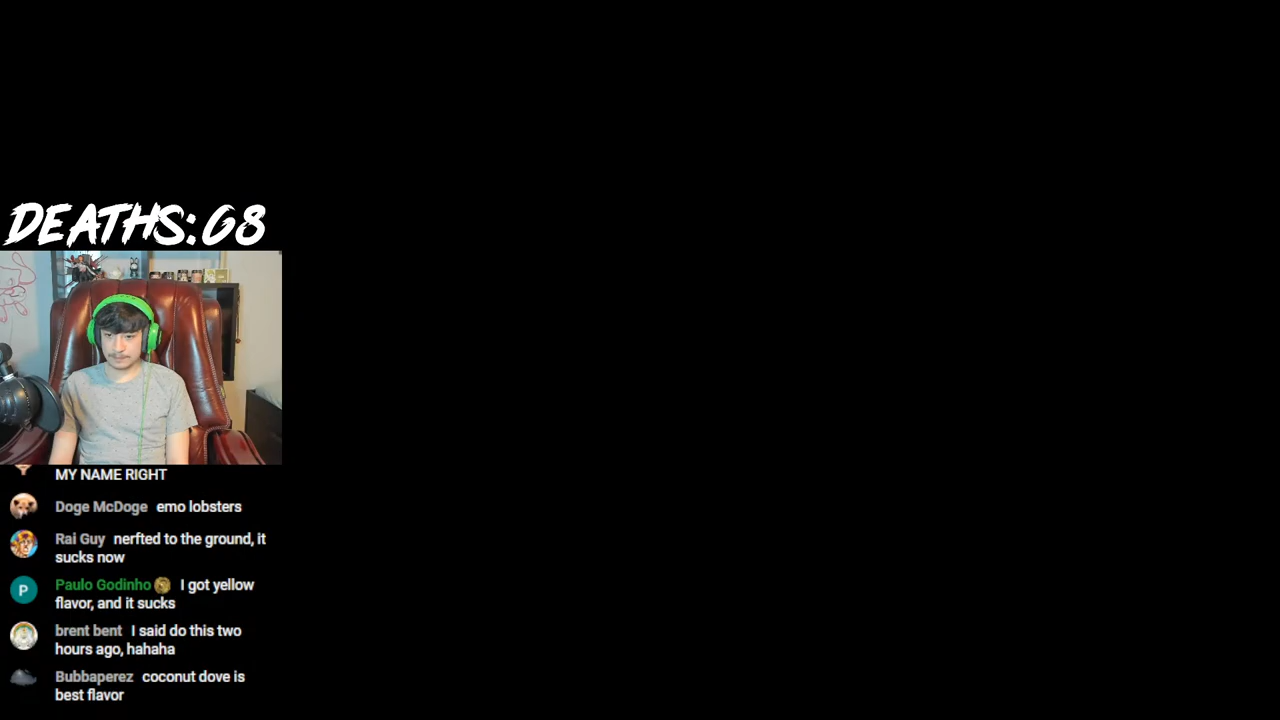 DEATHS:68
MY NAME RIGHT
Doge McDoge emo lobsters
Rai Guy nerfted to the ground, it
sucks now
P
Paulo Godinho I got yellow
flavor, and it sucks
brent bent I said do this two
hours ago, hahaha
Bubbaperez coconut dove is
best flavor